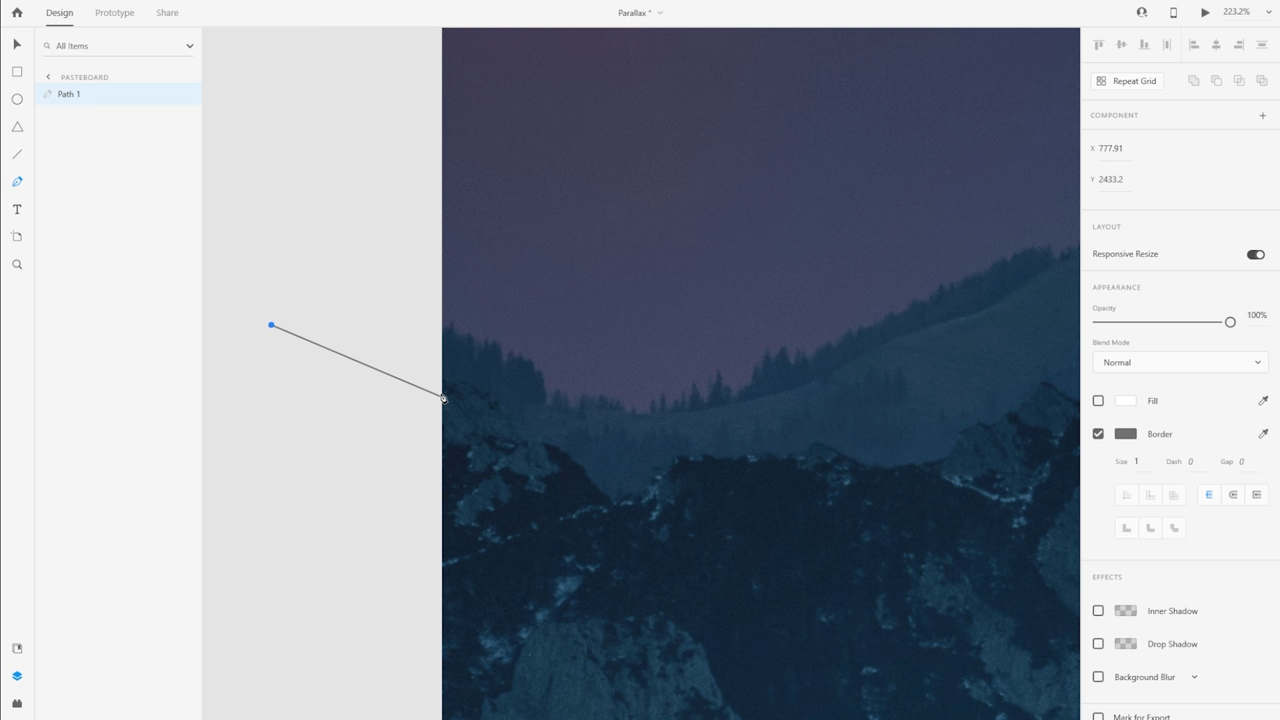 Design Prototype Share Parallax * 223.2%
All Items
PASTEBOARD
Path 1
T
Repeat Grid
COMPONENT +
X 777.91
Y 2433.2
LAYOUT
Responsive Resize
APPEARANCE
Opacity
100%
Blend Mode
Normal
Fill
Border
Size 1 Dash 0 Gap 0
EFFECTS
Inner Shadow
Drop Shadow
Background Blur
Mark for Export